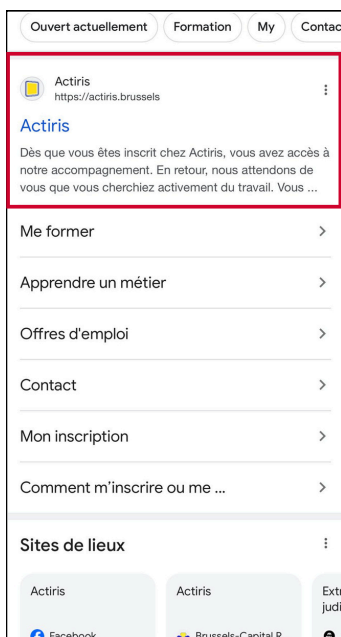 Ouvert actuellement Formation My Contac
Actiris
https://actiris.brussels
Actiris
Dès que vous êtes inscrit chez Actiris, vous avez accès à
notre accompagnement. En retour, nous attendons de
vous que vous cherchiez activement du travail. Vous ...
Me former
Apprendre un métier
Offres d'emploi
Contact
Mon inscription
Comment m'inscrire ou me ...
Sites de lieux
Actiris Actiris Extr
judi
Facebook Brussels-Capital R